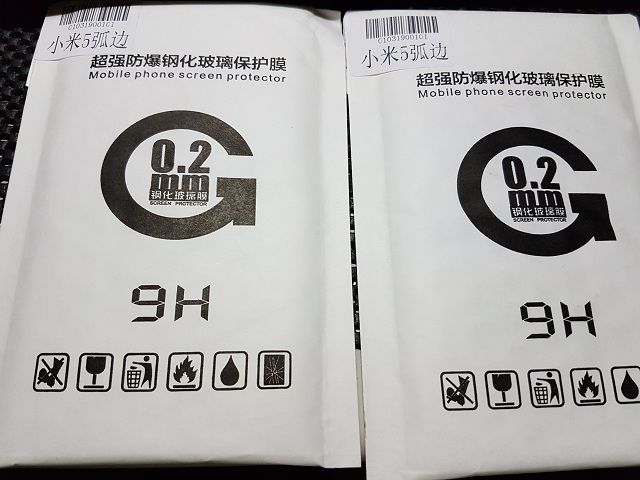 01031900101
小米5弧边
超强防爆钢化玻璃保护膜
Mobile phone screen protector
G
0.2
mm
钢化玻璃膜
SCREEN PROTECTOR
9H
01031900101
小米5弧边
超强防爆钢化玻璃保护膜
Mobile phone screen protector
G
0.2
mm
钢化玻璃膜
SCREEN PROTECTOR
9H